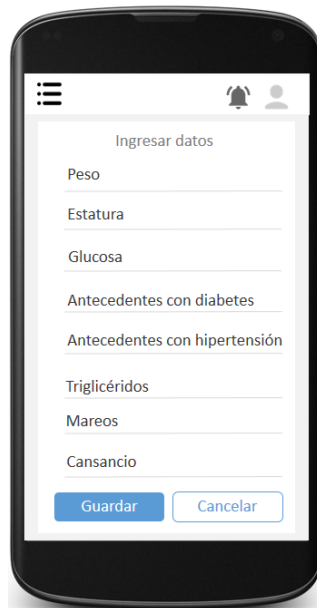 Ingresar datos
Peso
Estatura
Glucosa
Antecedentes con diabetes
Antecedentes con hipertensión
Triglicéridos
Mareos
Cansancio
Guardar
Cancelar